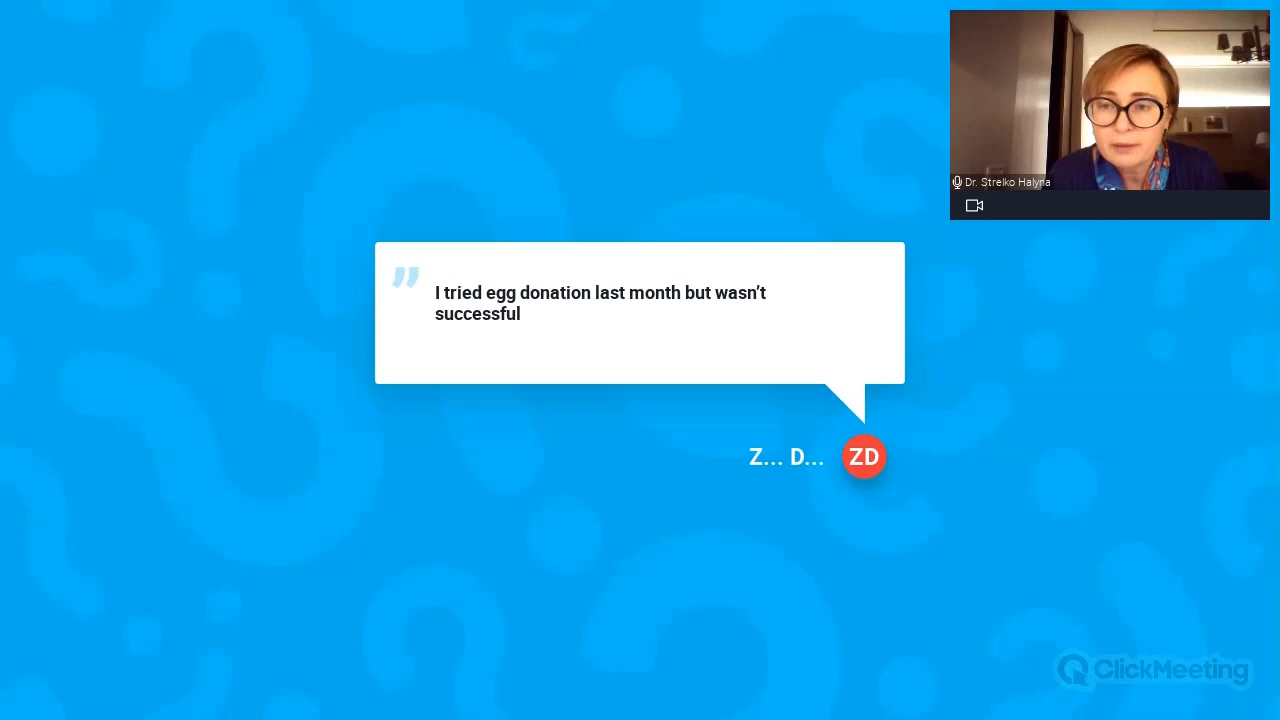 Dr. Strelko Halyna
”
I tried egg donation last month but wasn’t
successful
Z... D... ZD
ClickMeeting